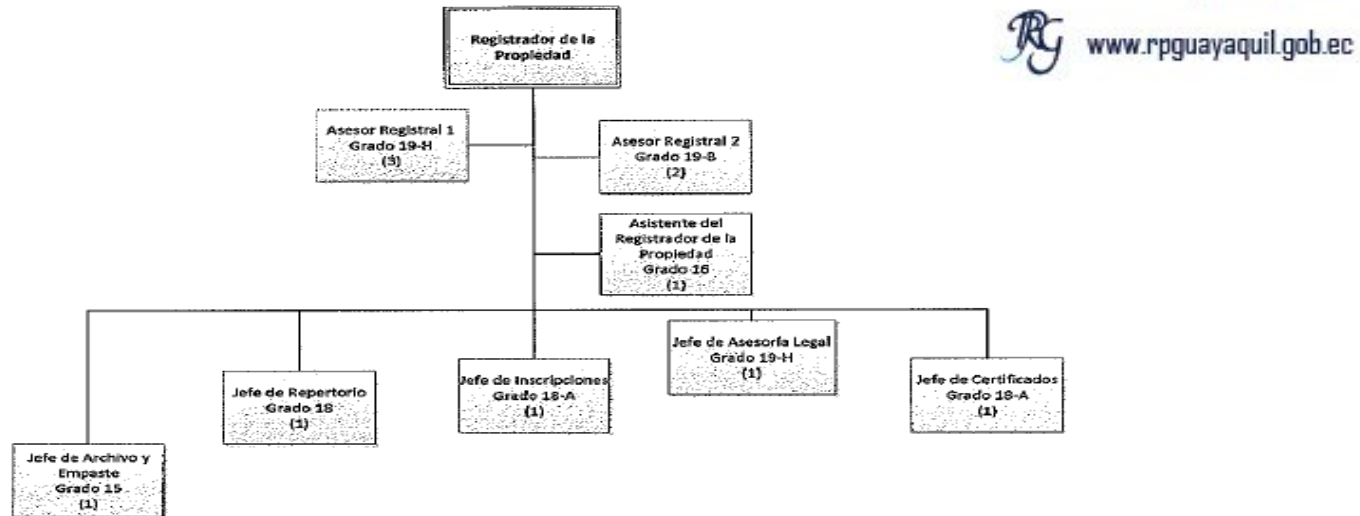 Registrador de la
Propiedad
RPG
www.rpguayaquil.gob.ec
Asesor Registral 1
Grado 19-H
(3)
Asesor Registral 2
Grado 19-B
(2)
Asistente del
Registrador de la
Propiedad
Grado 16
(1)
Jefe de Asesoría Legal
Grado 19-H
(1)
Jefe de Repertorio
Grado 18
(1)
Jefe de Inscripciones
Grado 18-A
(1)
Jefe de Certificados
Grado 18-A
(1)
Jefe de Archivo y
Empaste
Grado 15
(1)